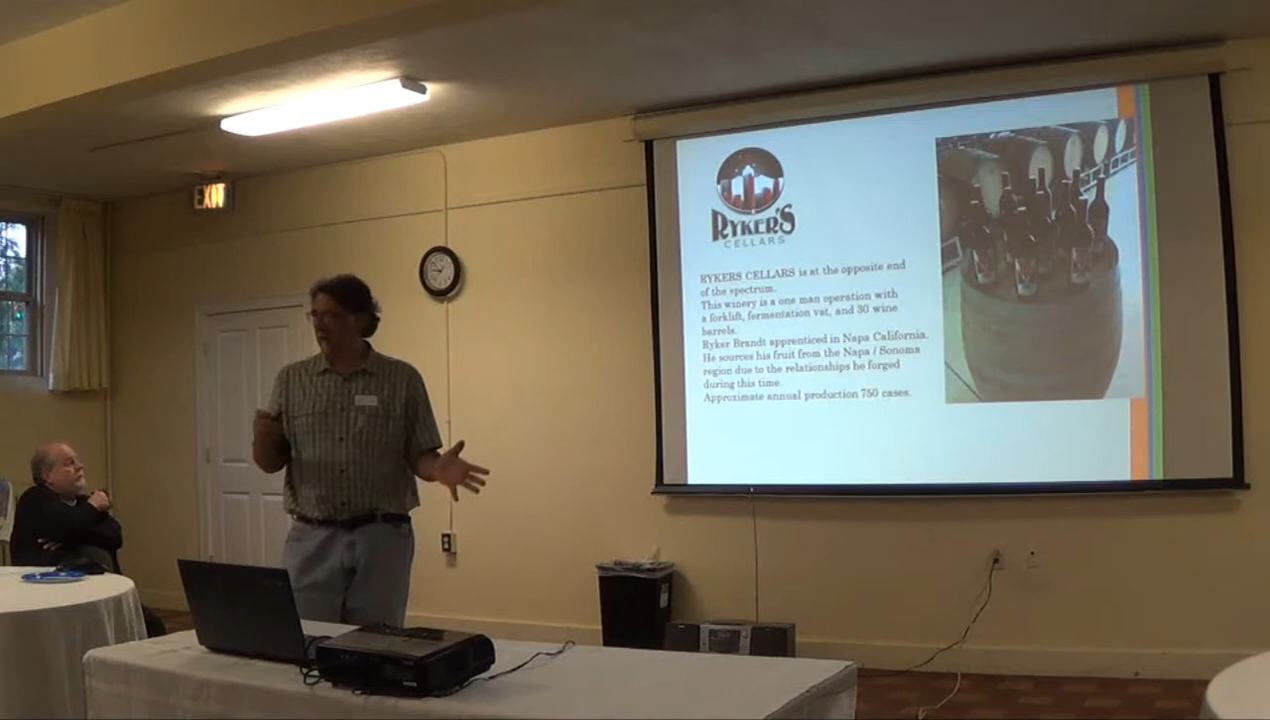 EXIT
RYKER'S
CELLARS
RYKERS CELLARS is at the opposite end
of the spectrum.
This winery is a one man operation with
a forklift, fermentation vat, and 30 wine
barrels.
Ryker Brandt apprenticed in Napa California.
He sources his fruit from the Napa / Sonoma
region due to the relationships he forged
during this time.
Approximate annual production 750 cases.